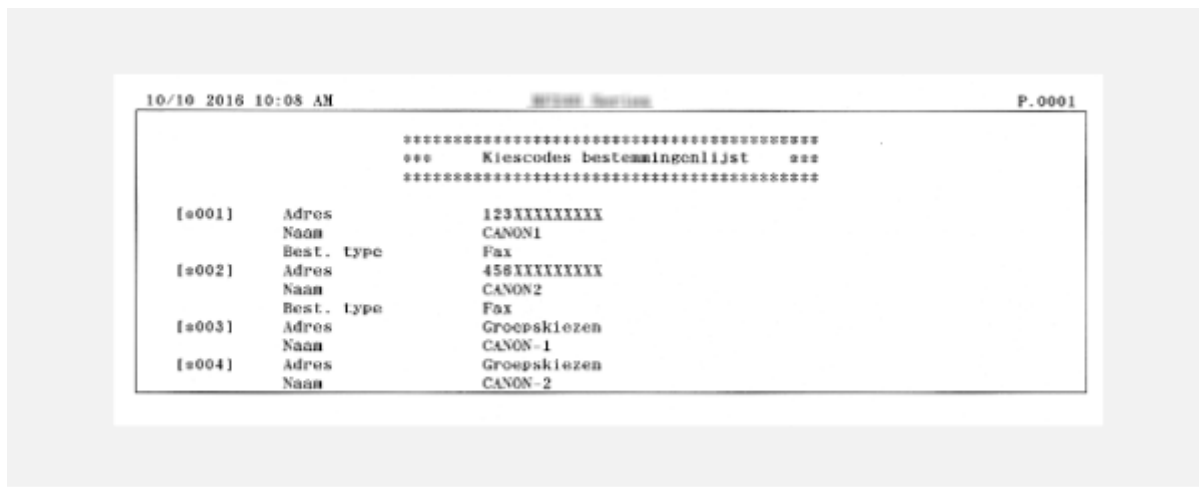 10/10 2016 10:08 AM P.0001
******************************************
*** Kiescodes bestemmingenlijst ***
******************************************
[*001] Adres 123XXXXXXXXX
Naam CANON1
Best. type Fax
[*002] Adres 456XXXXXXXXX
Naam CANON2
Best. type Fax
[*003] Adres Groepskiezen
Naam CANON-1
[*004] Adres Groepskiezen
Naam CANON-2